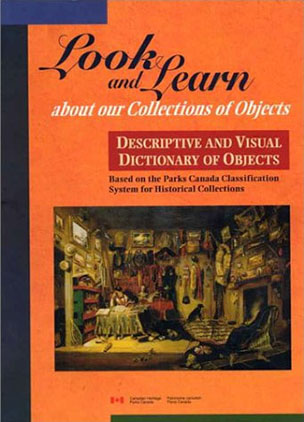 Look
and Learn
about our Collections of Objects
DESCRIPTIVE AND VISUAL
DICTIONARY OF OBJECTS
Based on the Parks Canada Classification
System for Historical Collections
Canadian Heritage Patrimoine canadien
Parks Canada Parcs Canada